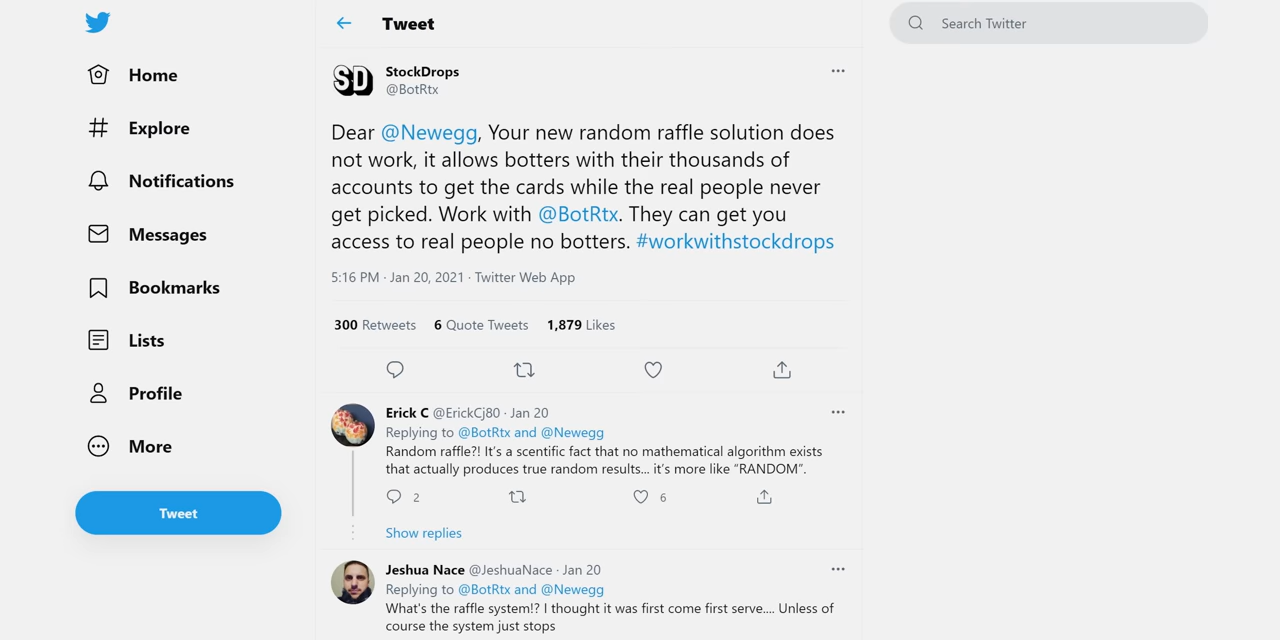 Tweet
Search Twitter
Home
Explore
Notifications
Messages
Bookmarks
Lists
Profile
More
Tweet
SD
StockDrops
@BotRtx
Dear @Newegg, Your new random raffle solution does
not work, it allows botters with their thousands of
accounts to get the cards while the real people never
get picked. Work with @BotRtx. They can get you
access to real people no botters. #workwithstockdrops
5:16 PM · Jan 20, 2021 · Twitter Web App
300 Retweets 6 Quote Tweets 1,879 Likes
Erick C @ErickCj80 · Jan 20
Replying to @BotRtx and @Newegg
Random raffle?! It’s a scentific fact that no mathematical algorithm exists
that actually produces true random results... it’s more like “RANDOM”.
2 6
Show replies
Jeshua Nace @JeshuaNace · Jan 20
Replying to @BotRtx and @Newegg
What's the raffle system!? I thought it was first come first serve.... Unless of
course the system just stops